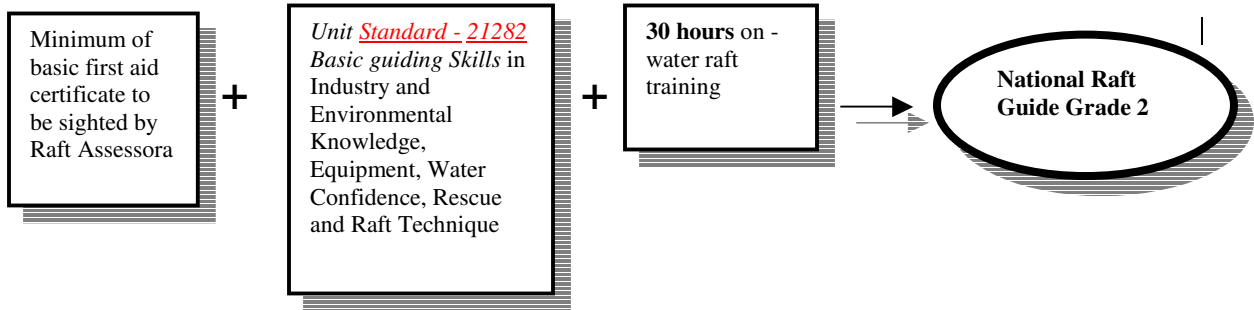 Minimum of
basic first aid
certificate to
be sighted by
Raft Assessora
+
Unit Standard - 21282
Basic guiding Skills in
Industry and
Environmental
Knowledge,
Equipment, Water
Confidence, Rescue
and Raft Technique
+
30 hours on -
water raft
training
National Raft
Guide Grade 2